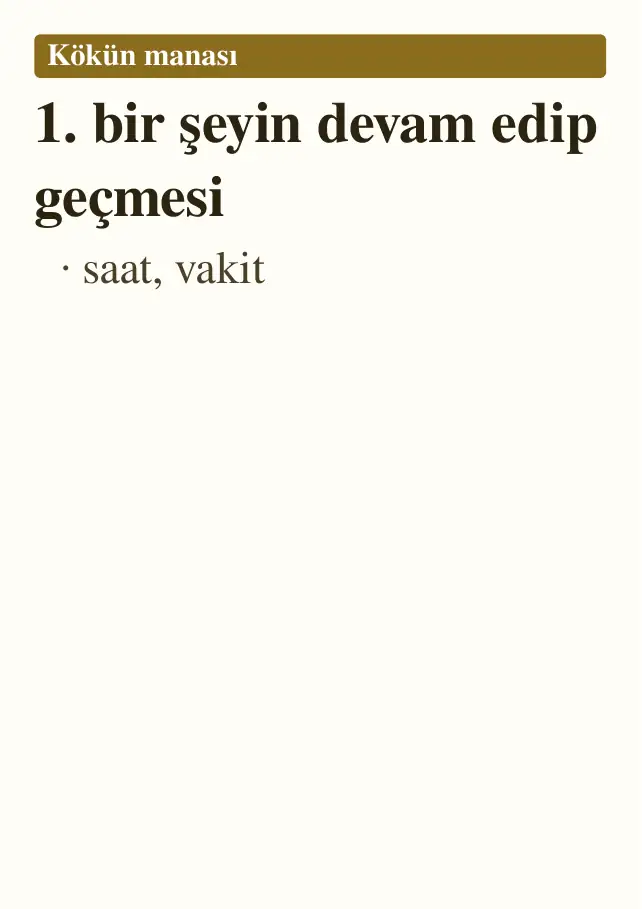 Kökün manası
1. bir şeyin devam edip
geçmesi
· saat, vakit